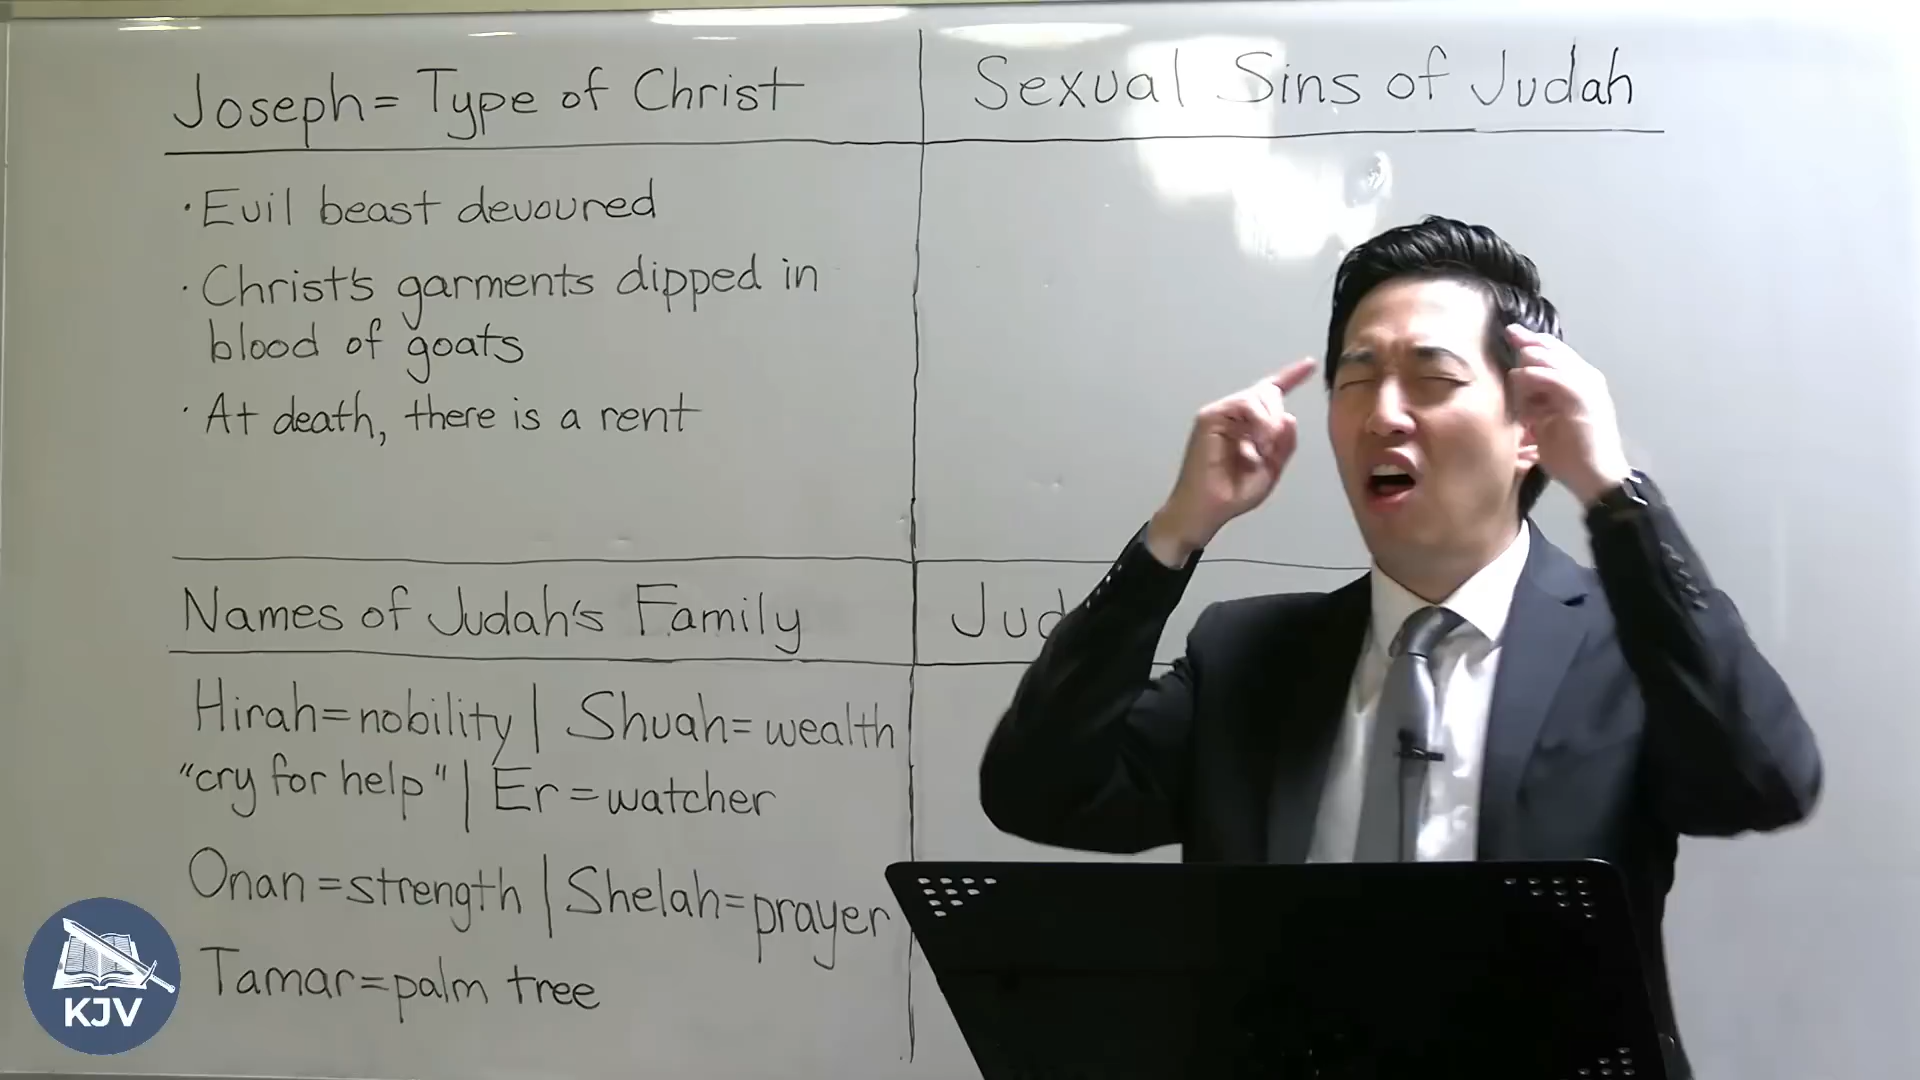 Joseph= Type of Christ
· Evil beast devoured
· Christ's garments dipped in
blood of goats
· At death, there is a rent
Sexual Sins of Judah
Names of Judah's Family
Hirah=nobility | Shuah=wealth
"cry for help" | Er=watcher
Onan=strength | Shelah=prayer
Tamar=palm tree
KJV